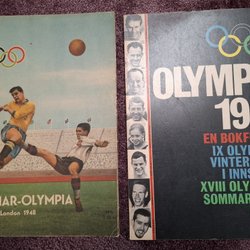 MAR-OLYMPIA
London 1948
OLYMPI
19
EN BOKF
IX OLY
VINTER
I INNS
XVIII OLY
SOMMAR